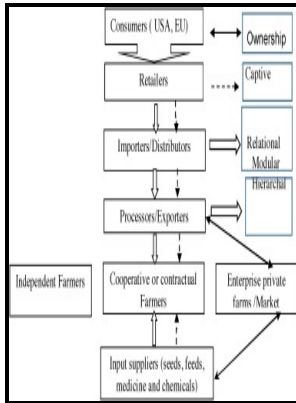 Consumers ( USA, EU)
Ownership
Retailers
Captive
Importers/Distributors
Relational
Modular
Hierarchal
Processors/Exporters
Independent Farmers
Cooperative or contractual
Farmers
Enterprise private
farms /Market
Input suppliers (seeds, feeds,
medicine and chemicals)